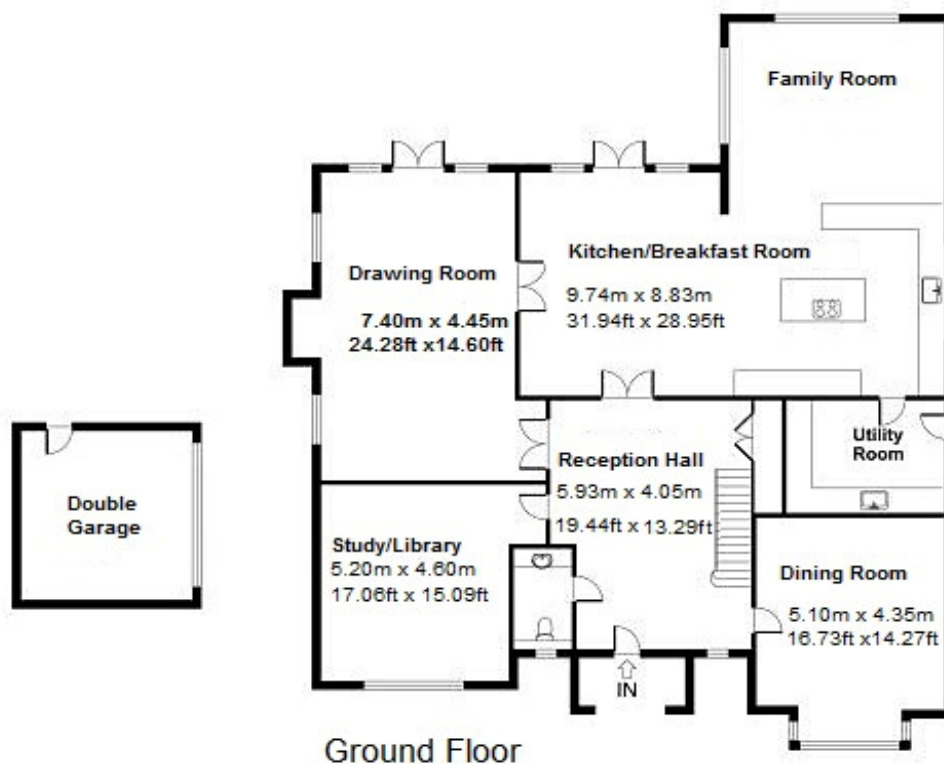 Family Room
Kitchen/Breakfast Room
9.74m x 8.83m
31.94ft x 28.95ft
Drawing Room
7.40m x 4.45m
24.28ft x14.60ft
Utility
Room
Reception Hall
5.93m x 4.05m
19.44ft x 13.29ft
Double
Garage
Study/Library
5.20m x 4.60m
17.06ft x 15.09ft
Dining Room
5.10m x 4.35m
16.73ft x14.27ft
IN
Ground Floor